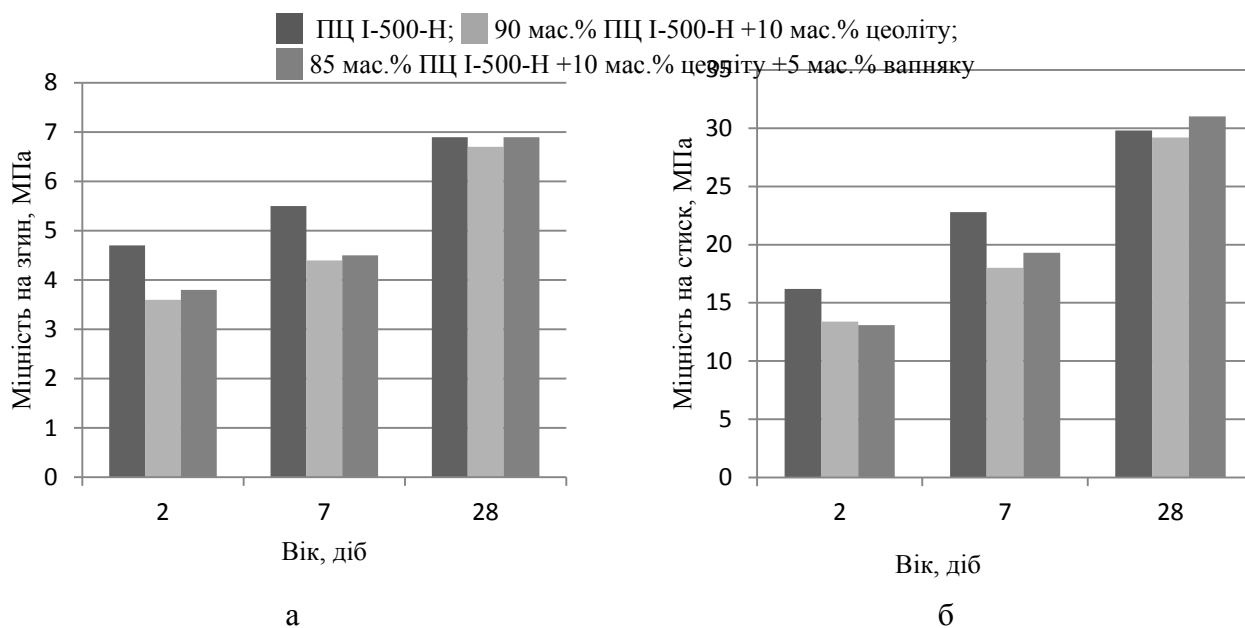 ПЦ І-500-Н; 90 мас.% ПЦ І-500-Н +10 мас.% цеоліту;
85 мас.% ПЦ І-500-Н +10 мас.% цеоліту +5 мас.% вапняку
Міцність на згин, МПа
8
7
6
5
4
3
2
1
0
2 7 28
Вік, діб
а
Міцність на стиск, МПа
35
30
25
20
15
10
5
0
2 7 28
Вік, діб
б